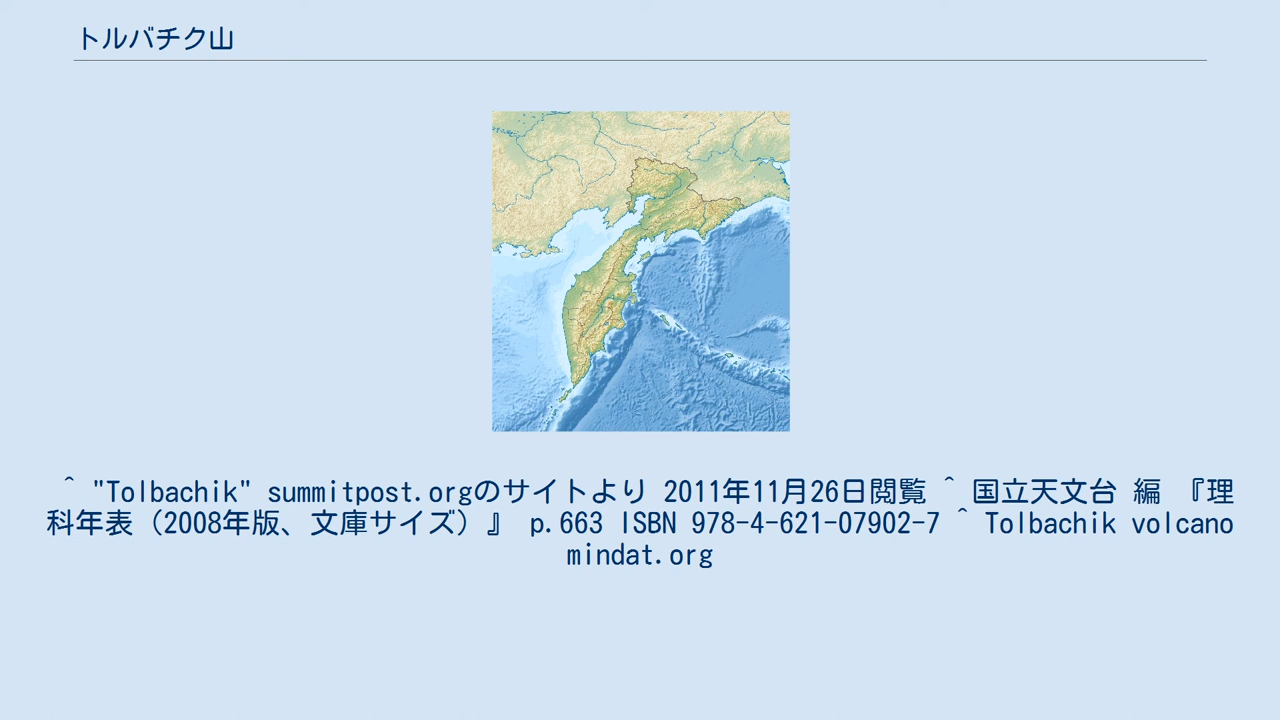 トルバチク山
^ "Tolbachik" summitpost.orgのサイトより 2011年11月26日閲覧 ^ 国立天文台 編 『理
科年表（2008年版、文庫サイズ）』 p.663 ISBN 978-4-621-07902-7 ^ Tolbachik volcano
mindat.org